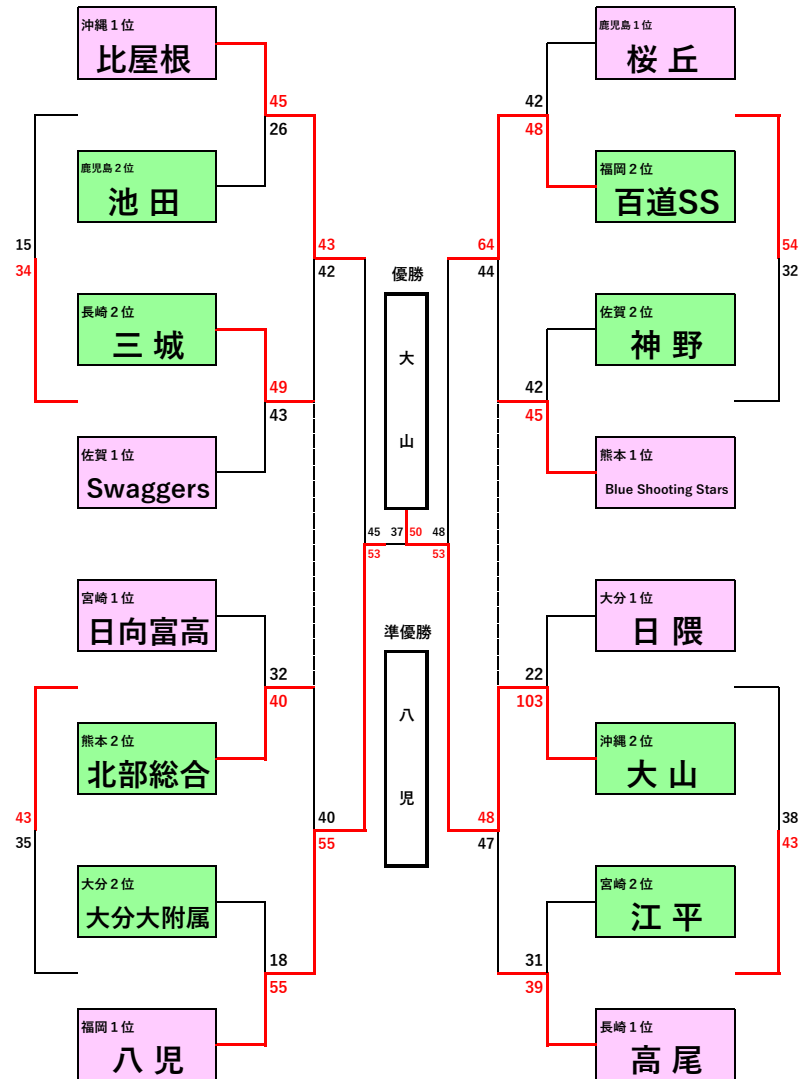 沖縄１位
比屋根
45
26
鹿児島２位
池 田
15
34
43
42
長崎２位
三 城
49
43
佐賀１位
Swaggers
宮崎１位
日向富高
32
40
熊本２位
北部総合
43
35
40
55
大分２位
大分大附属
18
55
福岡１位
八 児
優勝
大
山
45
37
50
48
53
53
準優勝
八
児
鹿児島１位
桜 丘
42
48
福岡２位
百道SS
64
44
54
32
佐賀２位
神 野
42
45
熊本１位
Blue Shooting Stars
大分１位
日 隈
22
103
沖縄２位
大 山
48
47
38
43
宮崎２位
江 平
31
39
長崎１位
高 尾